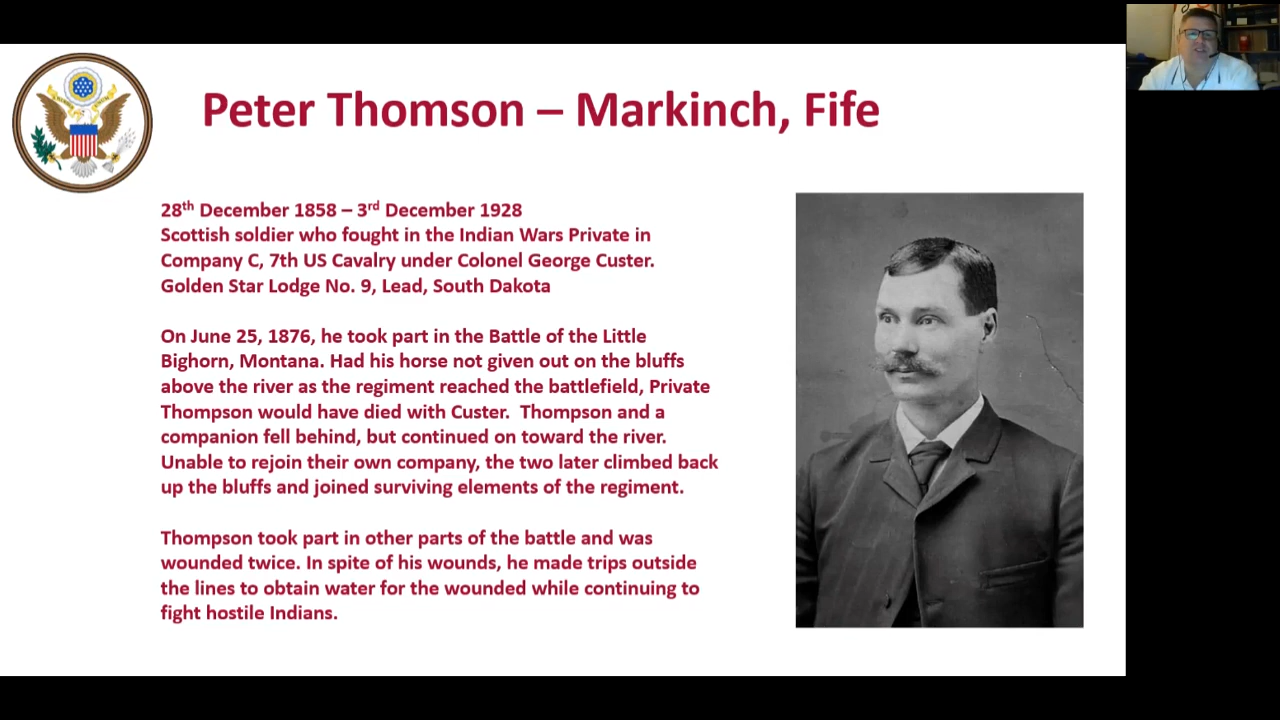 Peter Thomson – Markinch, Fife
28th December 1858 – 3rd December 1928
Scottish soldier who fought in the Indian Wars Private in
Company C, 7th US Cavalry under Colonel George Custer.
Golden Star Lodge No. 9, Lead, South Dakota
On June 25, 1876, he took part in the Battle of the Little
Bighorn, Montana. Had his horse not given out on the bluffs
above the river as the regiment reached the battlefield, Private
Thompson would have died with Custer.  Thompson and a
companion fell behind, but continued on toward the river.
Unable to rejoin their own company, the two later climbed back
up the bluffs and joined surviving elements of the regiment.
Thompson took part in other parts of the battle and was
wounded twice. In spite of his wounds, he made trips outside
the lines to obtain water for the wounded while continuing to
fight hostile Indians.